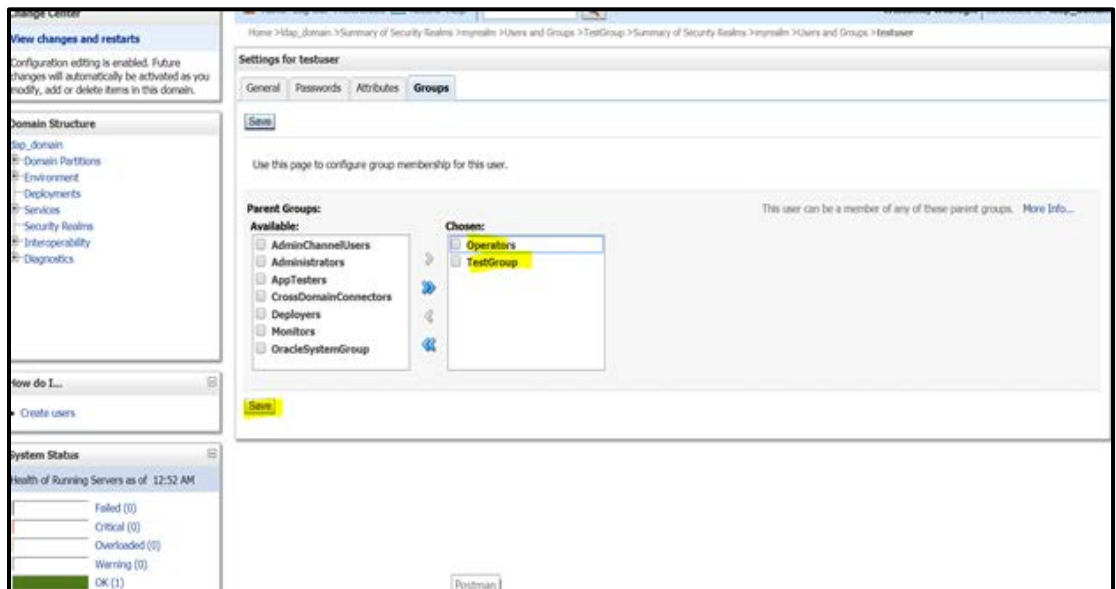 Change Center
View changes and restarts
Configuration editing is enabled. Future
changes will automatically be activated as you
modify, add or delete items in this domain.
Domain Structure
ldap_domain
Domain Partitions
Environment
Deployments
Services
Security Realms
Interoperability
Diagnostics
How do I...
Create users
System Status
Health of Running Servers as of 12:52 AM
Failed (0)
Critical (0)
Overloaded (0)
Warning (0)
OK (1)
Home >ldap_domain >Summary of Security Realms >myrealm >Users and Groups >TestGroup >Summary of Security Realms >myrealm >Users and Groups >testuser
Settings for testuser
General Passwords Attributes Groups
Save
Use this page to configure group membership for this user.
Parent Groups:
This user can be a member of any of these parent groups. More Info...
Available:
AdminChannelUsers
Administrators
AppTesters
CrossDomainConnectors
Deployers
Monitors
OracleSystemGroup
Chosen:
Operators
TestGroup
Save
Postman